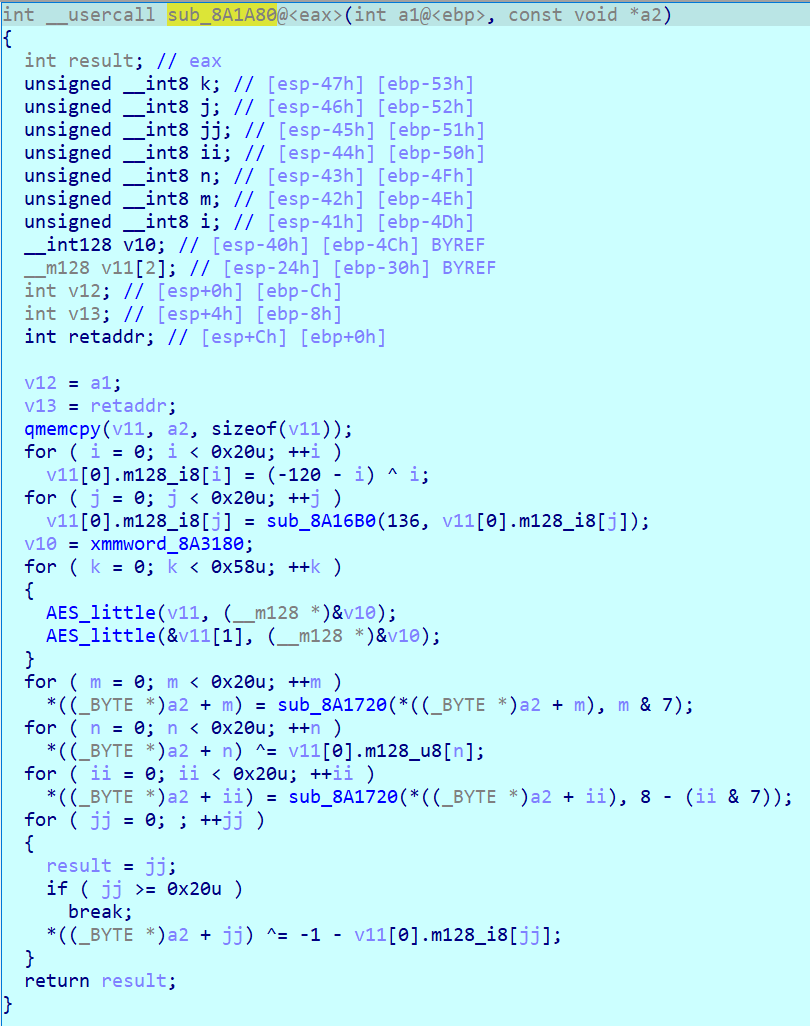 int __usercall sub_8A1A80@<eax>(int a1@<ebp>, const void *a2)
{
  int result; // eax
  unsigned __int8 k; // [esp-47h] [ebp-53h]
  unsigned __int8 j; // [esp-46h] [ebp-52h]
  unsigned __int8 jj; // [esp-45h] [ebp-51h]
  unsigned __int8 ii; // [esp-44h] [ebp-50h]
  unsigned __int8 n; // [esp-43h] [ebp-4Fh]
  unsigned __int8 m; // [esp-42h] [ebp-4Eh]
  unsigned __int8 i; // [esp-41h] [ebp-4Dh]
  __int128 v10; // [esp-40h] [ebp-4Ch] BYREF
  __m128 v11[2]; // [esp-24h] [ebp-30h] BYREF
  int v12; // [esp+0h] [ebp-Ch]
  int v13; // [esp+4h] [ebp-8h]
  int retaddr; // [esp+Ch] [ebp+0h]

  v12 = a1;
  v13 = retaddr;
  qmemcpy(v11, a2, sizeof(v11));
  for ( i = 0; i < 0x20u; ++i )
    v11[0].m128_i8[i] = (-120 - i) ^ i;
  for ( j = 0; j < 0x20u; ++j )
    v11[0].m128_i8[j] = sub_8A16B0(136, v11[0].m128_i8[j]);
  v10 = xmmword_8A3180;
  for ( k = 0; k < 0x58u; ++k )
  {
    AES_little(v11, (__m128 *)&v10);
    AES_little(&v11[1], (__m128 *)&v10);
  }
  for ( m = 0; m < 0x20u; ++m )
    *((_BYTE *)a2 + m) = sub_8A1720(*((_BYTE *)a2 + m), m & 7);
  for ( n = 0; n < 0x20u; ++n )
    *((_BYTE *)a2 + n) ^= v11[0].m128_u8[n];
  for ( ii = 0; ii < 0x20u; ++ii )
    *((_BYTE *)a2 + ii) = sub_8A1720(*((_BYTE *)a2 + ii), 8 - (ii & 7));
  for ( jj = 0; ; ++jj )
  {
    result = jj;
    if ( jj >= 0x20u )
      break;
    *((_BYTE *)a2 + jj) ^= -1 - v11[0].m128_i8[jj];
  }
  return result;
}